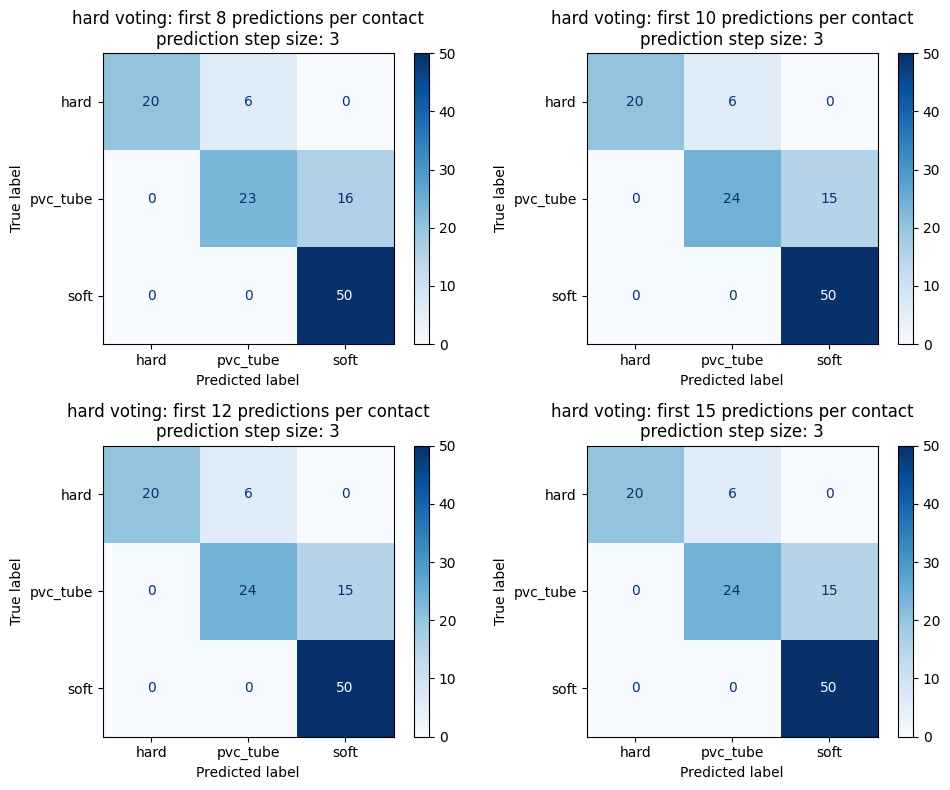 hard voting: first 8 predictions per contact
prediction step size: 3
True label
hard
pvc_tube
soft
20 6 0
0 23 16
0 0 50
hard pvc_tube soft
Predicted label
50
40
30
20
10
0
hard voting: first 10 predictions per contact
prediction step size: 3
True label
hard
pvc_tube
soft
20 6 0
0 24 15
0 0 50
hard pvc_tube soft
Predicted label
50
40
30
20
10
0
hard voting: first 12 predictions per contact
prediction step size: 3
True label
hard
pvc_tube
soft
20 6 0
0 24 15
0 0 50
hard pvc_tube soft
Predicted label
50
40
30
20
10
0
hard voting: first 15 predictions per contact
prediction step size: 3
True label
hard
pvc_tube
soft
20 6 0
0 24 15
0 0 50
hard pvc_tube soft
Predicted label
50
40
30
20
10
0